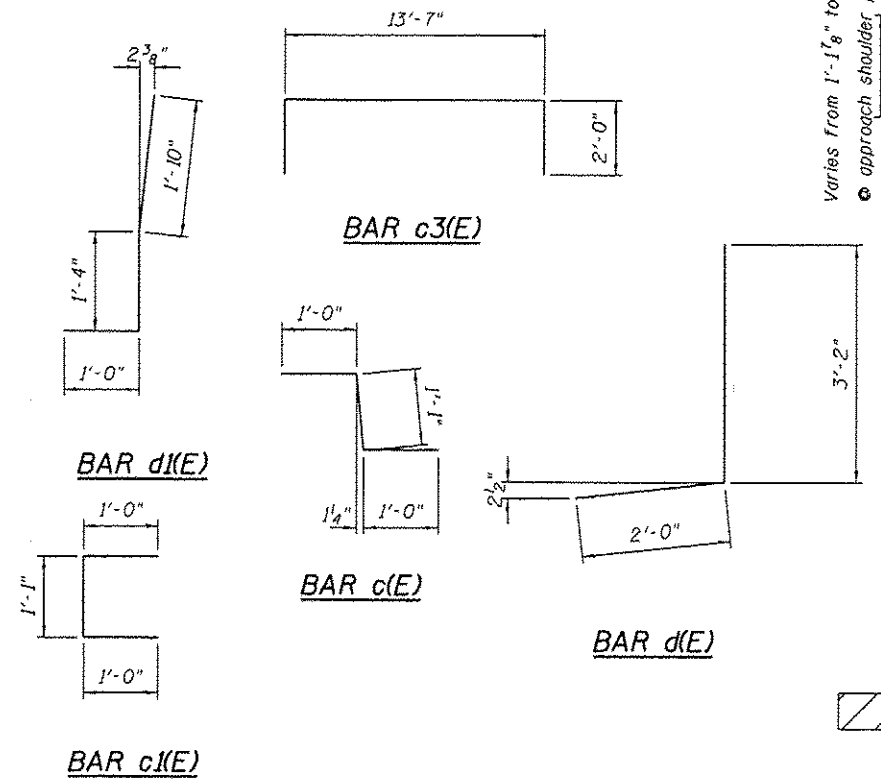 13'-7"
2 3/8"
1'-10"
2'-0"
BAR c3(E)
Varies from 1'-1 7/8" to
approach shoulder
1'-4"
1'-0"
BAR d1(E)
1'-0"
1'-1"
1 1/4"
1'-0"
BAR c(E)
3'-2"
2 1/2"
2'-0"
BAR d(E)
1'-0"
1'-1"
1'-0"
BAR c1(E)